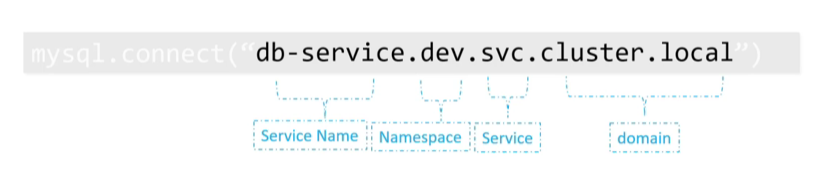 mysql.connect(“db-service.dev.svc.cluster.local”)
Service Name Namespace Service domain